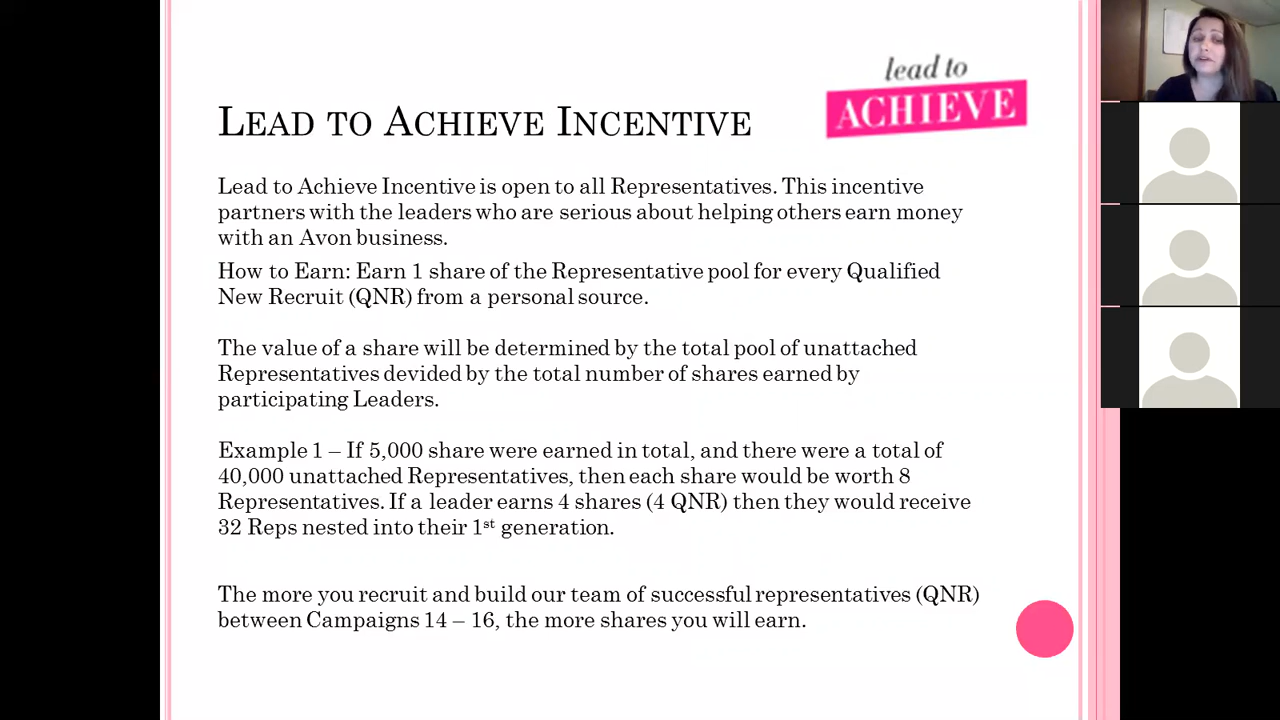 lead to
ACHIEVE
LEAD TO ACHIEVE INCENTIVE
Lead to Achieve Incentive is open to all Representatives. This incentive
partners with the leaders who are serious about helping others earn money
with an Avon business.
How to Earn: Earn 1 share of the Representative pool for every Qualified
New Recruit (QNR) from a personal source.
The value of a share will be determined by the total pool of unattached
Representatives devided by the total number of shares earned by
participating Leaders.
Example 1 – If 5,000 share were earned in total, and there were a total of
40,000 unattached Representatives, then each share would be worth 8
Representatives. If a leader earns 4 shares (4 QNR) then they would receive
32 Reps nested into their 1st generation.
The more you recruit and build our team of successful representatives (QNR)
between Campaigns 14 – 16, the more shares you will earn.